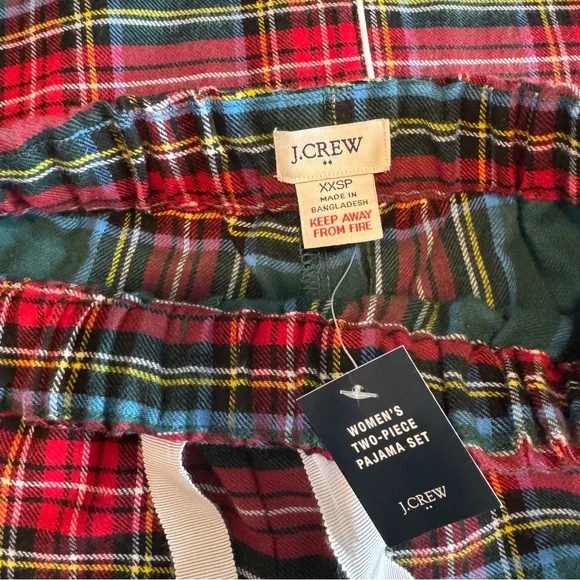 J.CREW
XXSP
MADE IN
BANGLADESH
KEEP AWAY
FROM FIRE
WOMEN'S
TWO-PIECE
PAJAMA SET
J.CREW